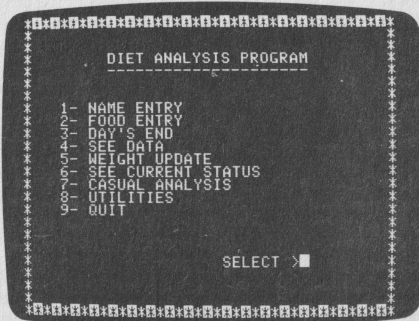 DIET ANALYSIS PROGRAM
1- NAME ENTRY
2- FOOD ENTRY
3- DAY'S END
4- SEE DATA
5- WEIGHT UPDATE
6- SEE CURRENT STATUS
7- CASUAL ANALYSIS
8- UTILITIES
9- QUIT
SELECT >